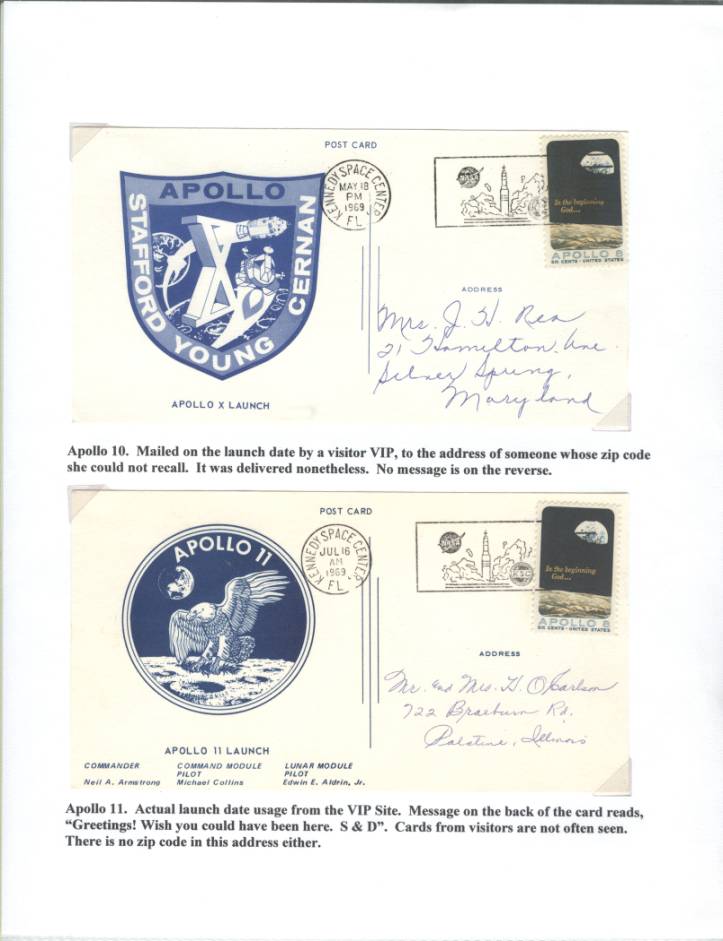 POST CARD
APOLLO
STAFFORD
YOUNG
CERNAN
APOLLO X LAUNCH
KENNEDY SPACE CENTER
MAY 18
PM
1969
FL
NASA
In the beginning
God...
APOLLO 8
SIX CENTS · UNITED STATES
ADDRESS
Mrs. J. H. Rea
21 Hamilton Ave
Silver Spring,
Maryland
Apollo 10. Mailed on the launch date by a visitor VIP, to the address of someone whose zip code
she could not recall. It was delivered nonetheless. No message is on the reverse.
POST CARD
APOLLO 11
APOLLO 11 LAUNCH
COMMANDER
Neil A. Armstrong
COMMAND MODULE
PILOT
Michael Collins
LUNAR MODULE
PILOT
Edwin E. Aldrin, Jr.
KENNEDY SPACE CENTER
JUL 16
AM
1969
FL
NASA
KSC
In the beginning
God...
APOLLO 8
SIX CENTS · UNITED STATES
ADDRESS
Mr. and Mrs. H. O. Carlson
722 Braeburn Rd.
Palatine, Illinois
Apollo 11. Actual launch date usage from the VIP Site. Message on the back of the card reads,
“Greetings! Wish you could have been here. S & D”. Cards from visitors are not often seen.
There is no zip code in this address either.